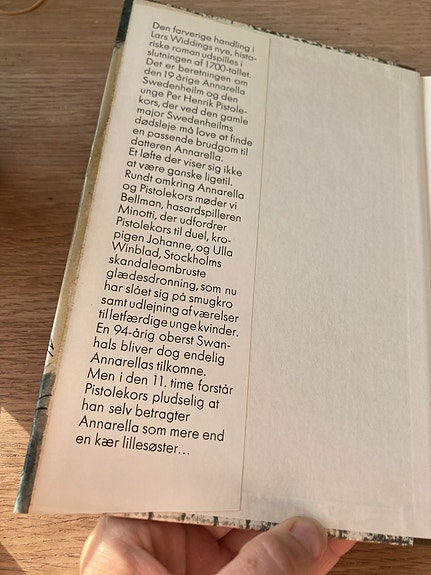 Den farverige handling i
Lars Widdings nye, histo-
riske roman udspilles i
slutningen af 1700-tallet.
Det er beretningen om
den 19 årige Annarella
Swedenheilm og den
unge Per Henrik Pistole-
kors, der ved den gamle
major Swedenheilms
dødsleje må love at finde
en passende brudgom til
datteren Annarella.
Et løfte der viser sig ikke
at være ganske ligetil.
Rundt omkring Annarella
og Pistolekors møder vi
Bellman, hasardspilleren
Minotti, der udfordrer
Pistolekors til duel, kro-
pigen Johanne, og Ulla
Winblad, Stockholms
skandaleombruste
glædesdronning, som nu
har slået sig på smugkro
samt udlejning af værelser
til letfærdige unge kvinder.
En 94-årig oberst Swan-
hals bliver dog endelig
Annarellas tilkomne.
Men i den 11. time forstår
Pistolekors pludselig at
han selv betragter
Annarella som mere end
en kær lillesøster...